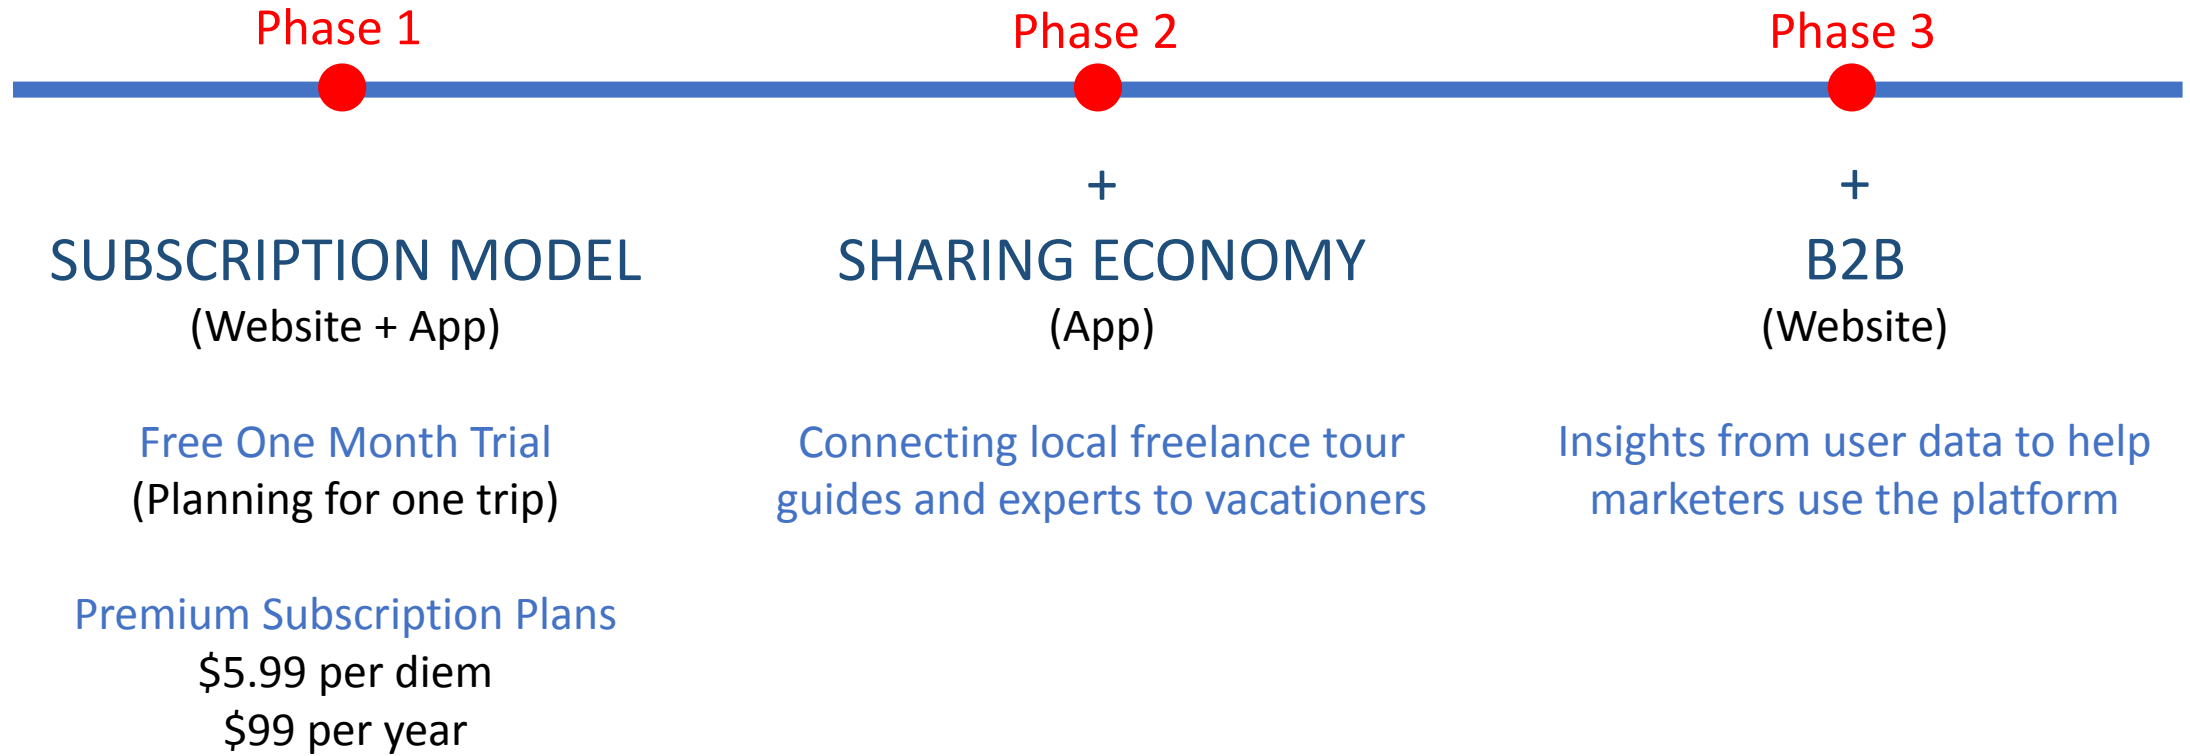 Phase 1
SUBSCRIPTION MODEL
(Website + App)
Free One Month Trial
(Planning for one trip)
Premium Subscription Plans
$5.99 per diem
$99 per year
Phase 2
+
SHARING ECONOMY
(App)
Connecting local freelance tour
guides and experts to vacationers
Phase 3
+
B2B
(Website)
Insights from user data to help
marketers use the platform